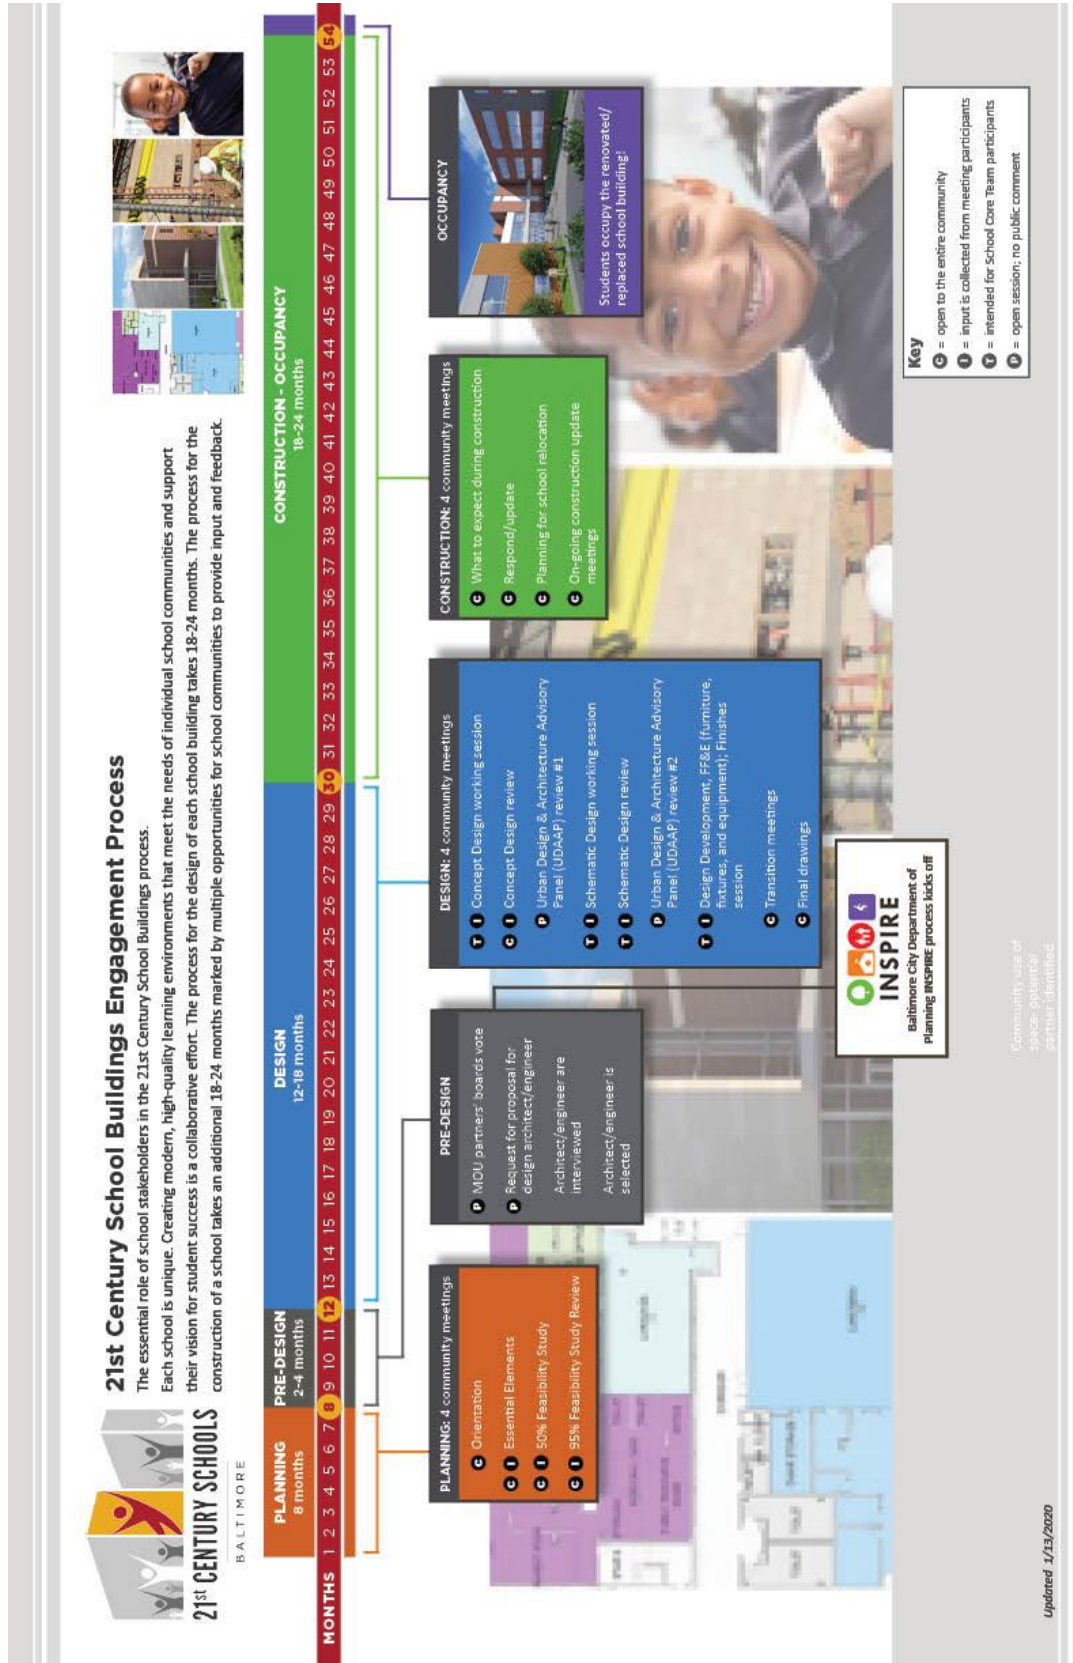 21st CENTURY SCHOOLS
BALTIMORE
21st Century School Buildings Engagement Process
The essential role of school stakeholders in the 21st Century School Buildings process.
Each school is unique. Creating modern, high-quality learning environments that meet the needs of individual school communities and support
their vision for student success is a collaborative effort. The process for the design of each school building takes 18-24 months. The process for the
construction of a school takes an additional 18-24 months marked by multiple opportunities for school communities to provide input and feedback.
PLANNING
8 months
PRE-DESIGN
2-4 months
DESIGN
12-18 months
CONSTRUCTION - OCCUPANCY
18-24 months
MONTHS 1 2 3 4 5 6 7 8 9 10 11 12 13 14 15 16 17 18 19 20 21 22 23 24 25 26 27 28 29 30 31 32 33 34 35 36 37 38 39 40 41 42 43 44 45 46 47 48 49 50 51 52 53 54
PLANNING: 4 community meetings
C Orientation
C I Essential Elements
C I 50% Feasibility Study
C I 95% Feasibility Study Review
PRE-DESIGN
P MOU partners' boards vote
P Request for proposal for
design architect/engineer
Architect/engineer are
interviewed
Architect/engineer is
selected
DESIGN: 4 community meetings
T I Concept Design working session
C I Concept Design review
P Urban Design & Architecture Advisory
Panel (UDAAP) review #1
T I Schematic Design working session
T I Schematic Design review
P Urban Design & Architecture Advisory
Panel (UDAAP) review #2
T I Design Development, FF&E (furniture,
fixtures, and equipment); Finishes
session
C Transition meetings
C Final drawings
CONSTRUCTION: 4 community meetings
C What to expect during construction
C Respond/update
C Planning for school relocation
C On-going construction update
meetings
OCCUPANCY
Students occupy the renovated/
replaced school building!
INSPIRE
Baltimore City Department of
Planning INSPIRE process kicks off
Key
C = open to the entire community
I = input is collected from meeting participants
T = intended for School Core Team participants
P = open session; no public comment
Community use of
space- potential
partner identified
Updated 1/13/2020